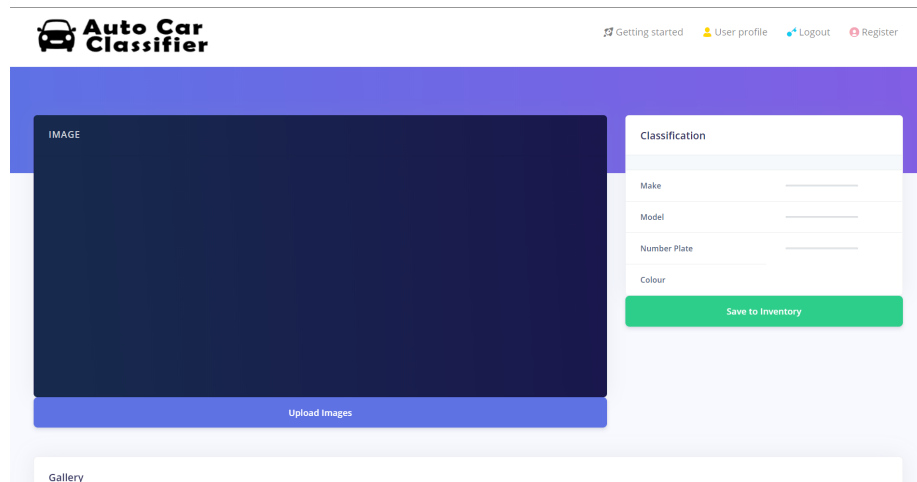 Auto Car
Classifier
Getting started
User profile
Logout
Register
IMAGE
Upload Images
Classification
Make
Model
Number Plate
Colour
Save to Inventory
Gallery